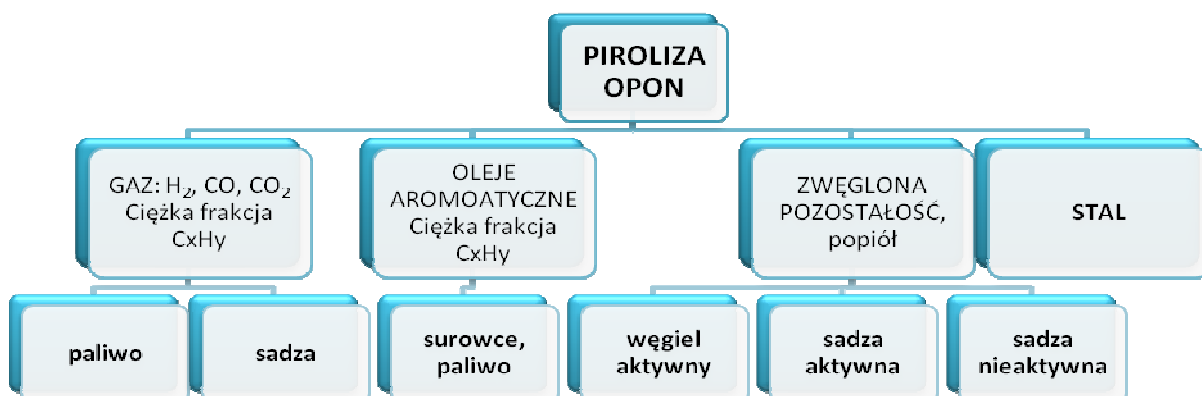 PIROLIZA
OPON
GAZ: H₂, CO, CO₂
Ciężka frakcja
CxHy
OLEJE
AROMOATYCZNE
Ciężka frakcja
CxHy
ZWĘGLONA
POZOSTAŁOŚĆ,
popiół
STAL
paliwo
sadza
surowce,
paliwo
węgiel
aktywny
sadza
aktywna
sadza
nieaktywna